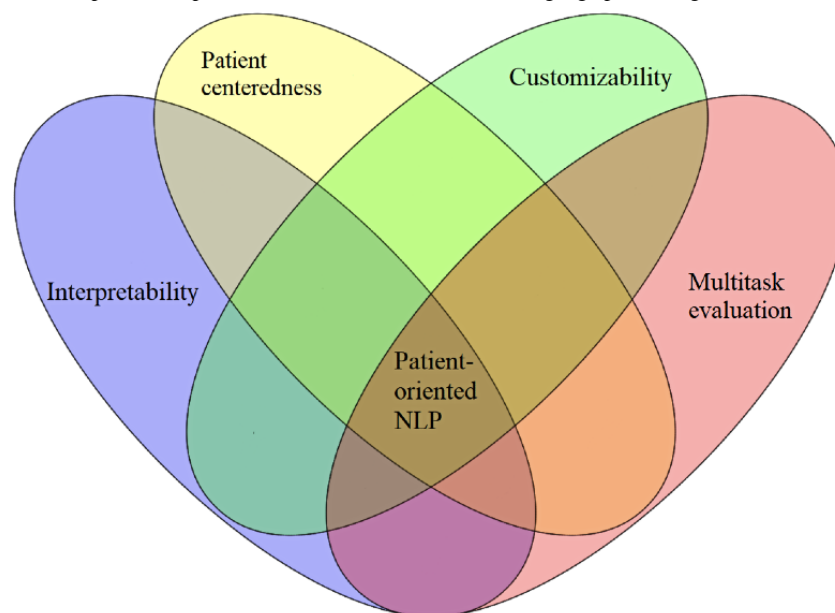 Patient
centeredness
Customizability
Interpretability
Multitask
evaluation
Patient-
oriented
NLP